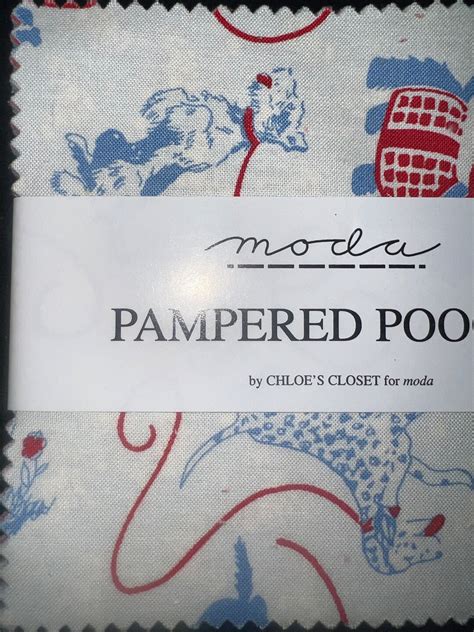 moda
PAMPERED POO
by CHLOE'S CLOSET for moda